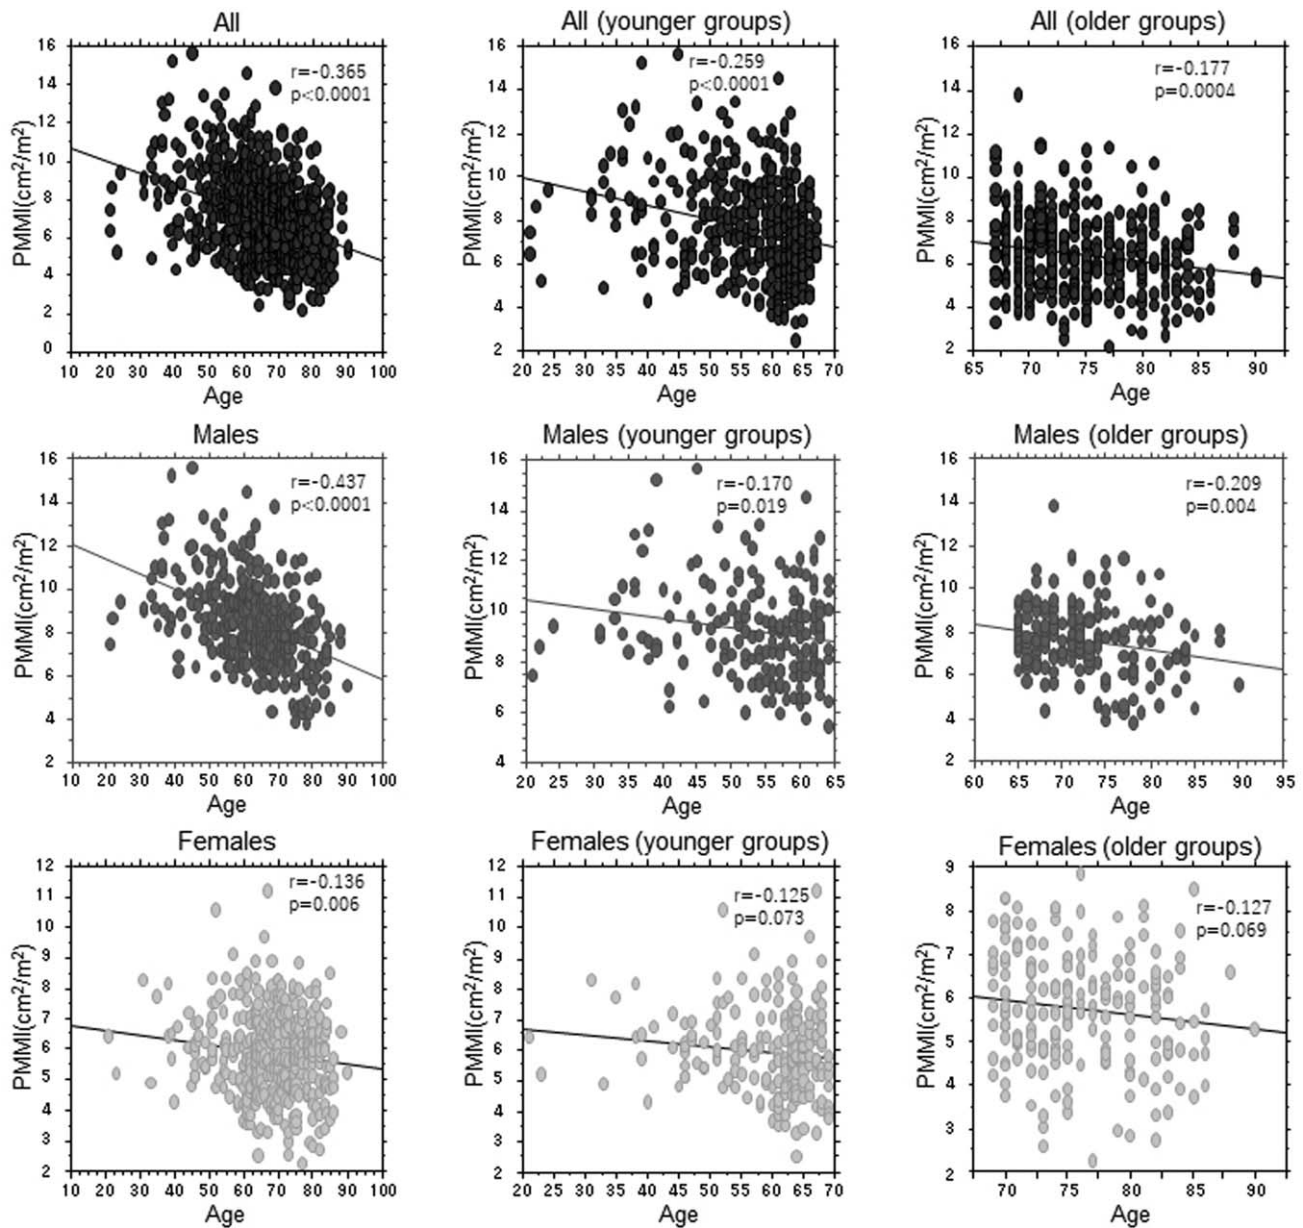 All
r=-0.365
p<0.0001
PMMI(cm²/m²)
16
14
12
10
8
6
4
2
0
10 20 30 40 50 60 70 80 90 100
Age
All (younger groups)
r=-0.259
p<0.0001
PMMI(cm²/m²)
16
14
12
10
8
6
4
2
20 25 30 35 40 45 50 55 60 65 70
Age
All (older groups)
r=-0.177
p=0.0004
PMMI(cm²/m²)
16
14
12
10
8
6
4
2
65 70 75 80 85 90
Age
Males
r=-0.437
p<0.0001
PMMI(cm²/m²)
16
14
12
10
8
6
4
2
10 20 30 40 50 60 70 80 90 100
Age
Males (younger groups)
r=-0.170
p=0.019
PMMI(cm²/m²)
16
14
12
10
8
6
4
20 25 30 35 40 45 50 55 60 65
Age
Males (older groups)
r=-0.209
p=0.004
PMMI(cm²/m²)
16
14
12
10
8
6
4
2
60 65 70 75 80 85 90 95
Age
Females
r=-0.136
p=0.006
PMMI(cm²/m²)
12
11
10
9
8
7
6
5
4
3
2
10 20 30 40 50 60 70 80 90 100
Age
Females (younger groups)
r=-0.125
p=0.073
PMMI(cm²/m²)
12
11
10
9
8
7
6
5
4
3
2
20 25 30 35 40 45 50 55 60 65 70
Age
Females (older groups)
r=-0.127
p=0.069
PMMI(cm²/m²)
9
8
7
6
5
4
3
2
70 75 80 85 90
Age